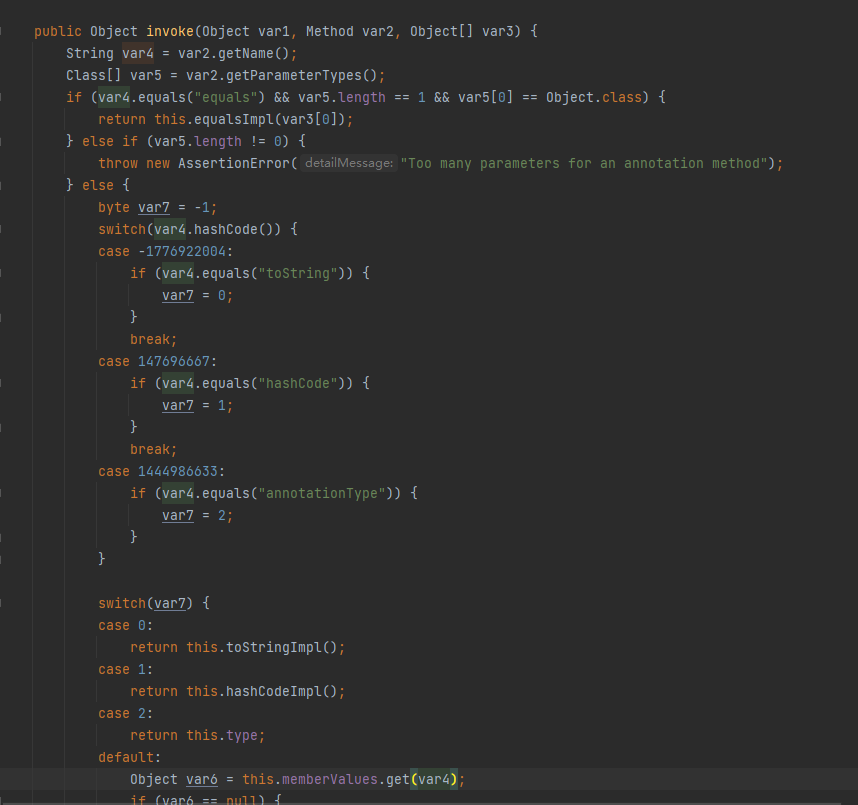 public Object invoke(Object var1, Method var2, Object[] var3) {
String var4 = var2.getName();
Class[] var5 = var2.getParameterTypes();
if (var4.equals("equals") && var5.length == 1 && var5[0] == Object.class) {
return this.equalsImpl(var3[0]);
} else if (var5.length != 0) {
throw new AssertionError( detailMessage: "Too many parameters for an annotation method");
} else {
byte var7 = -1;
switch(var4.hashCode()) {
case -1776922004:
if (var4.equals("toString")) {
var7 = 0;
}
break;
case 147696667:
if (var4.equals("hashCode")) {
var7 = 1;
}
break;
case 1444986633:
if (var4.equals("annotationType")) {
var7 = 2;
}
}
switch(var7) {
case 0:
return this.toStringImpl();
case 1:
return this.hashCodeImpl();
case 2:
return this.type;
default:
Object var6 = this.memberValues.get(var4);
if (var6 == null) {